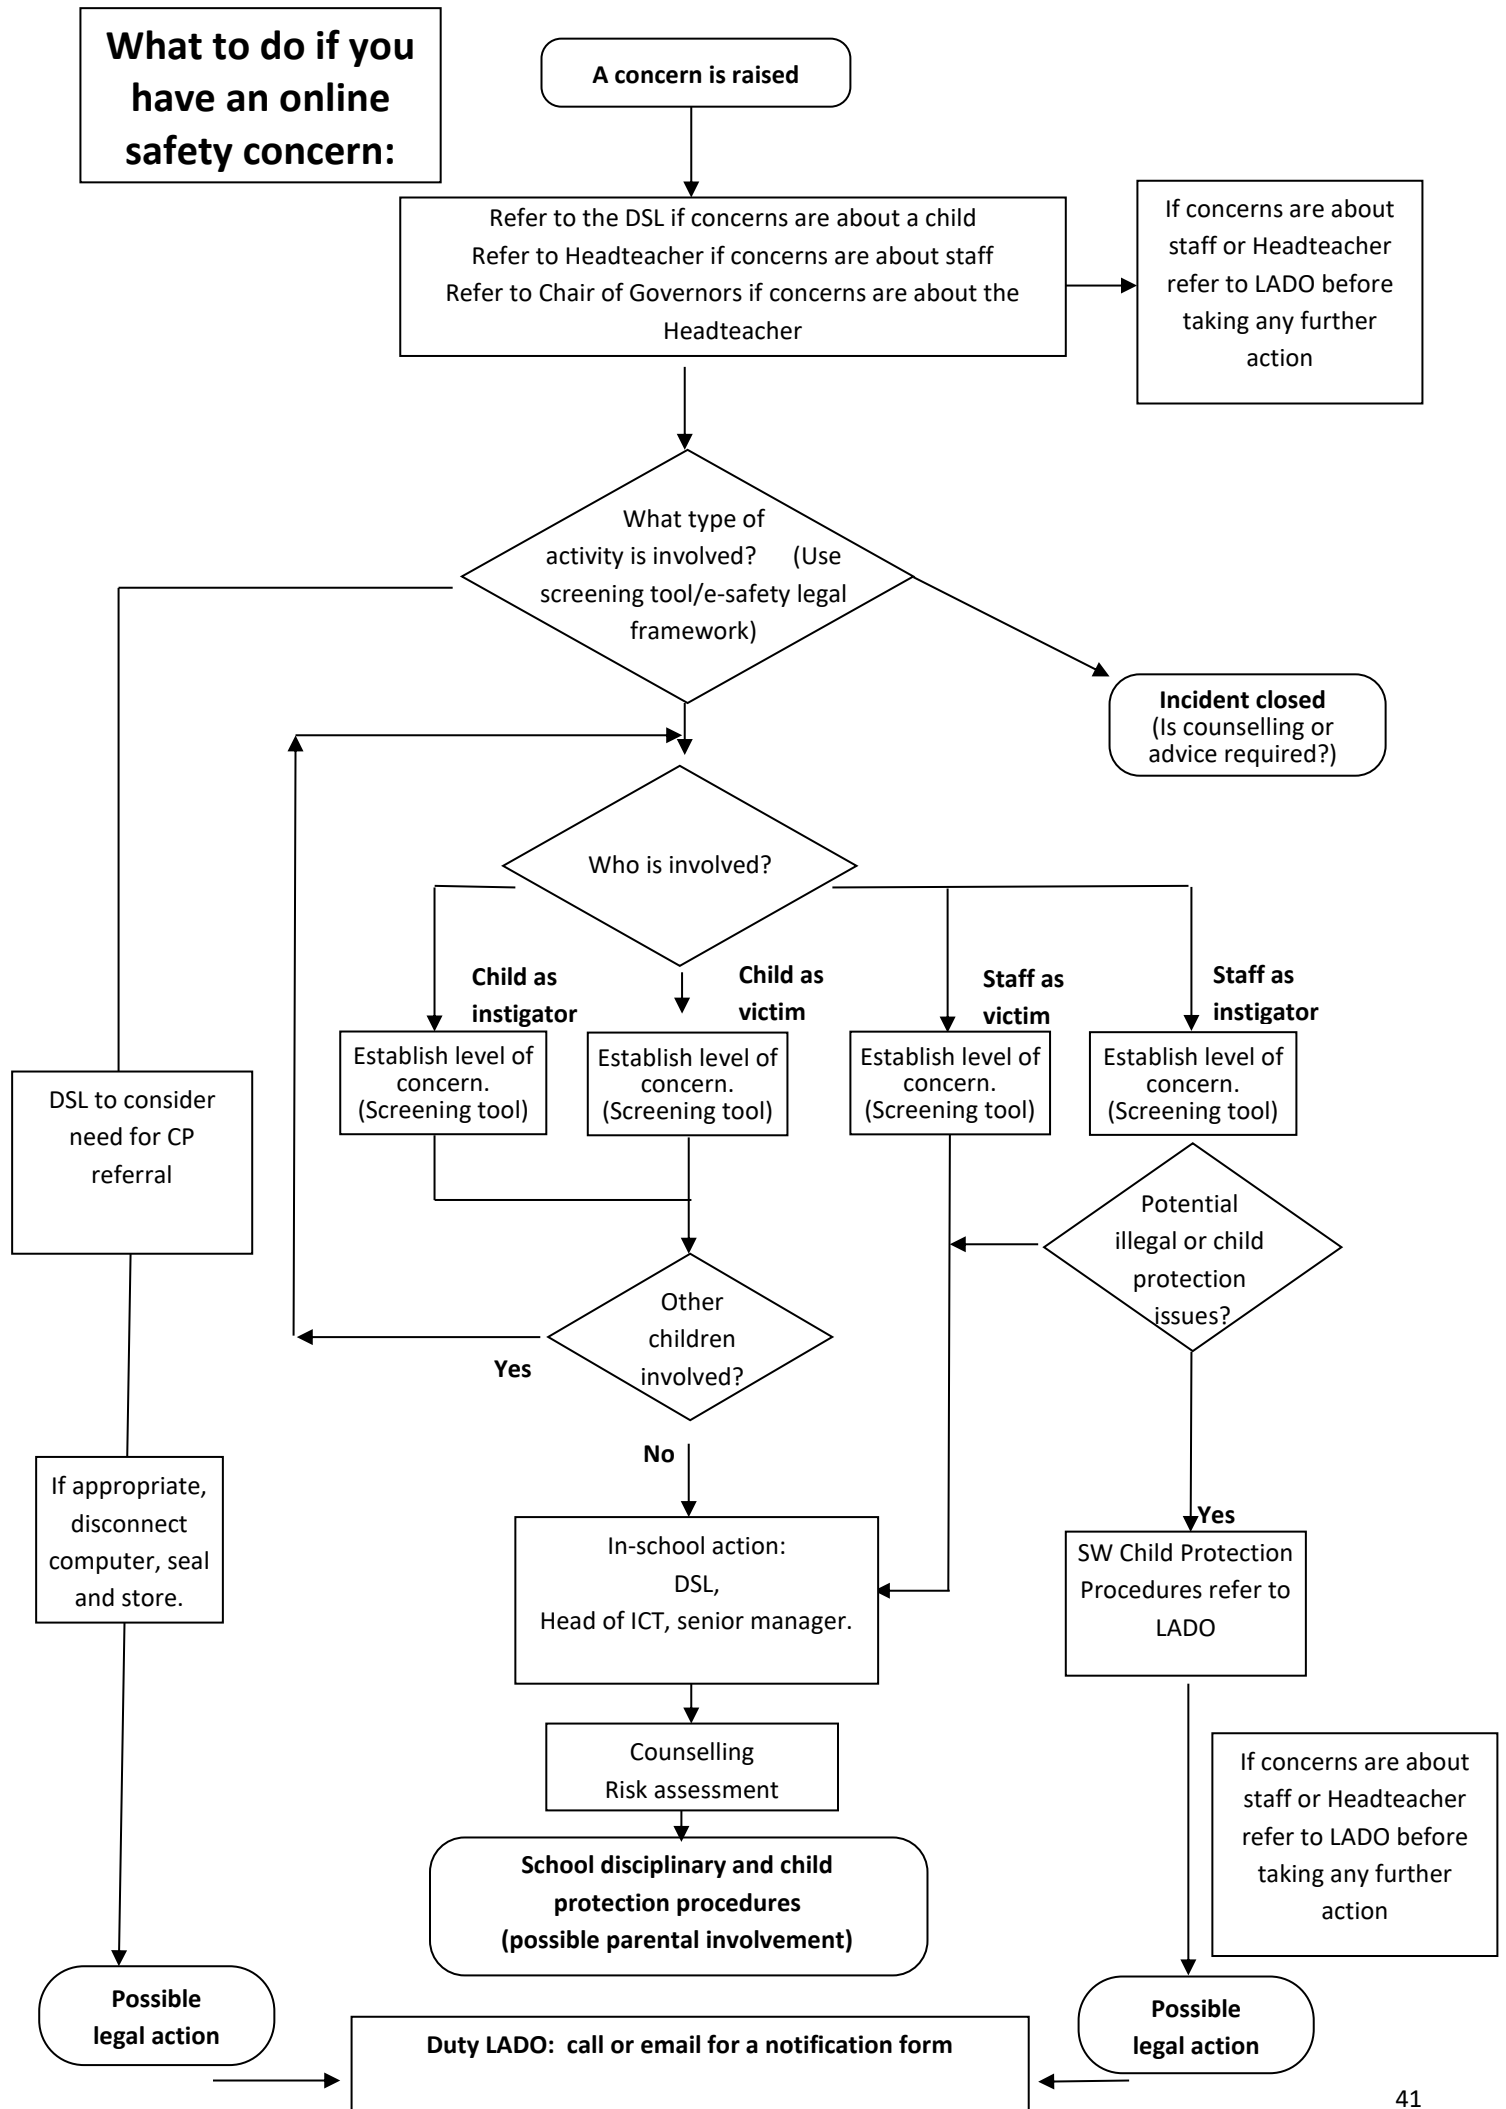 What to do if you
have an online
safety concern:
A concern is raised
Refer to the DSL if concerns are about a child
Refer to Headteacher if concerns are about staff
Refer to Chair of Governors if concerns are about the
Headteacher
If concerns are about
staff or Headteacher
refer to LADO before
taking any further
action
What type of
activity is involved? (Use
screening tool/e-safety legal
framework)
Incident closed
(Is counselling or
advice required?)
Who is involved?
Child as
instigator
Child as
victim
Staff as
victim
Staff as
instigator
Establish level of
concern.
(Screening tool)
Establish level of
concern.
(Screening tool)
Establish level of
concern.
(Screening tool)
Establish level of
concern.
(Screening tool)
DSL to consider
need for CP
referral
Potential
illegal or child
protection
issues?
Other
children
involved?
Yes
No
If appropriate,
disconnect
computer, seal
and store.
In-school action:
DSL,
Head of ICT, senior manager.
Yes
SW Child Protection
Procedures refer to
LADO
Counselling
Risk assessment
If concerns are about
staff or Headteacher
refer to LADO before
taking any further
action
School disciplinary and child
protection procedures
(possible parental involvement)
Possible
legal action
Possible
legal action
Duty LADO: call or email for a notification form
41